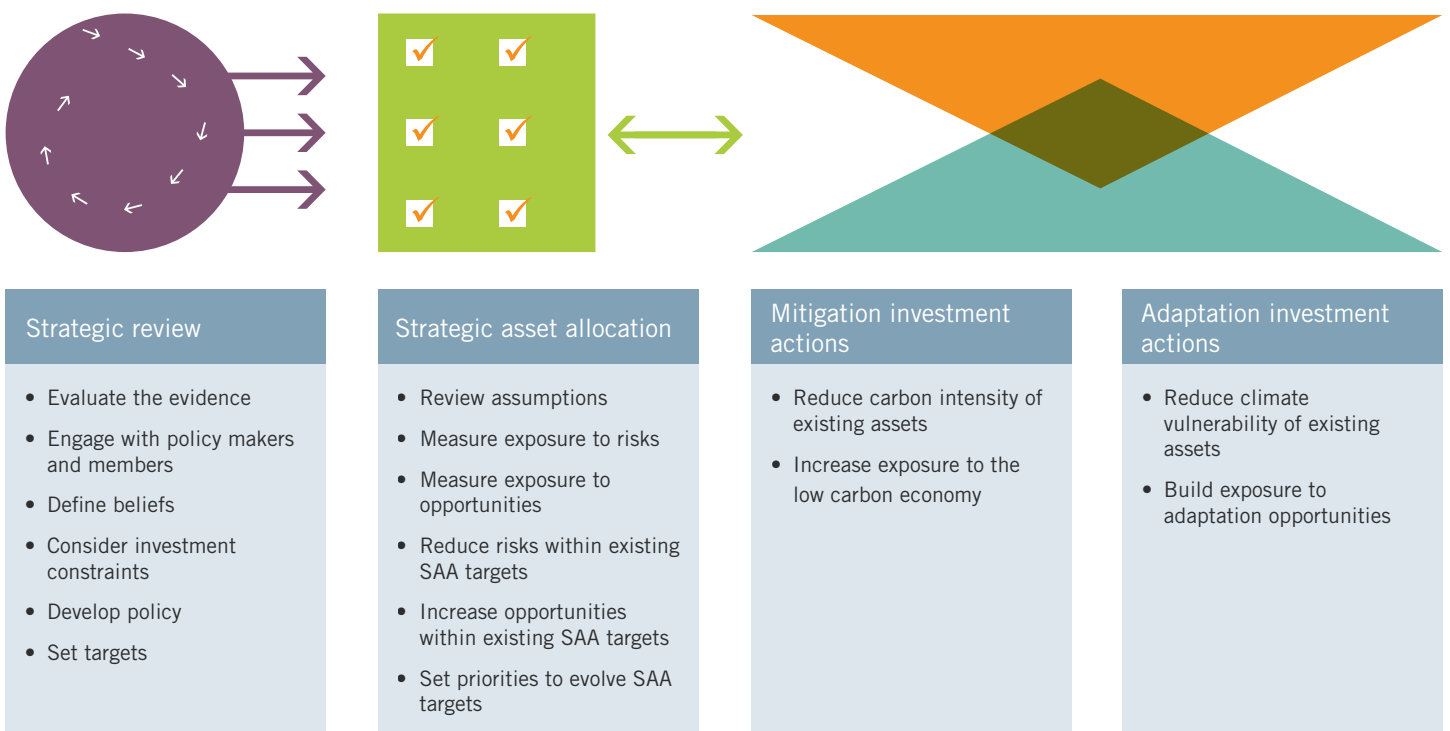 Strategic review
• Evaluate the evidence
• Engage with policy makers
and members
• Define beliefs
• Consider investment
constraints
• Develop policy
• Set targets
Strategic asset allocation
• Review assumptions
• Measure exposure to risks
• Measure exposure to
opportunities
• Reduce risks within existing
SAA targets
• Increase opportunities
within existing SAA targets
• Set priorities to evolve SAA
targets
Mitigation investment
actions
• Reduce carbon intensity of
existing assets
• Increase exposure to the
low carbon economy
Adaptation investment
actions
• Reduce climate
vulnerability of existing
assets
• Build exposure to
adaptation opportunities